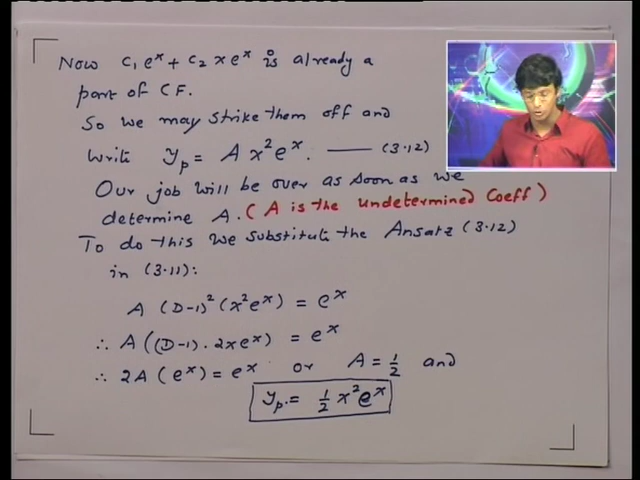 Now c₁eˣ + c₂ xeˣ is already a
part of CF.
So we may strike them off and
write yₚ = A x²eˣ. —— (3.12)
Our job will be over as soon as we
determine A. (A is the undetermined Coeff)
To do this we substitute the Ansatz (3.12)
in (3.11):
A (D-1)² (x²eˣ) = eˣ
∴ A((D-1). 2xeˣ) = eˣ
∴ 2A (eˣ) = eˣ or A = 1/2 and
yₚ = 1/2 x²eˣ